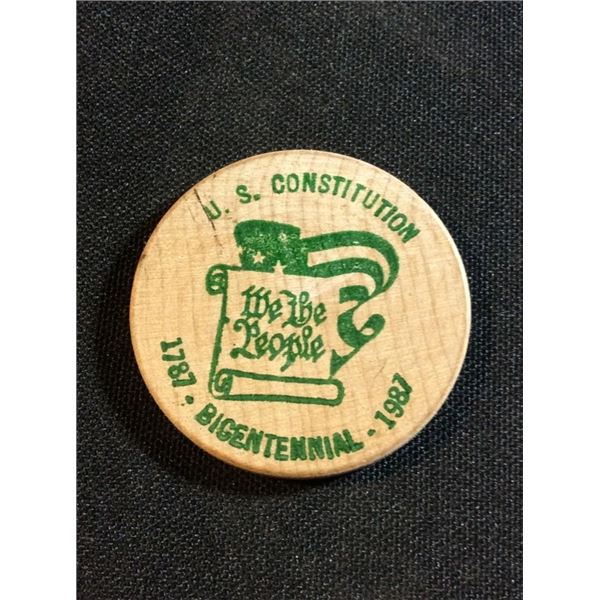 U. S. CONSTITUTION
We the
People
1787 • BICENTENNIAL - 1987